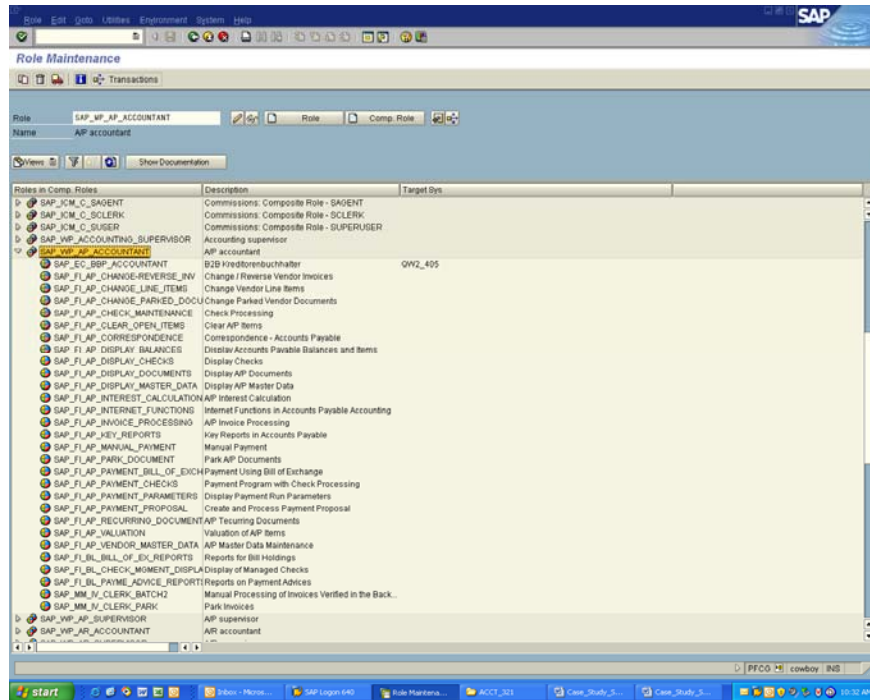 Role Edit Goto Utilities Environment System Help
SAP
Role Maintenance
Transactions
Role SAP_WP_AP_ACCOUNTANT Role Comp. Role
Name A/P accountant
Views Show Documentation
Roles in Comp. Roles Description Target Sys.
SAP_ICM_C_SAGENT Commissions: Composite Role - SAGENT
SAP_ICM_C_SCLERK Commissions: Composite Role - SCLERK
SAP_ICM_C_SUSER Commissions: Composite Role - SUPERUSER
SAP_WP_ACCOUNTING_SUPERVISOR Accounting supervisor
SAP_WP_AP_ACCOUNTANT A/P accountant
SAP_EC_BBP_ACCOUNTANT B2B Kreditorenbuchhalter QW2_405
SAP_FI_AP_CHANGE-REVERSE_INV Change / Reverse Vendor Invoices
SAP_FI_AP_CHANGE_LINE_ITEMS Change Vendor Line Items
SAP_FI_AP_CHANGE_PARKED_DOCU Change Parked Vendor Documents
SAP_FI_AP_CHECK_MAINTENANCE Check Processing
SAP_FI_AP_CLEAR_OPEN_ITEMS Clear A/P Items
SAP_FI_AP_CORRESPONDENCE Correspondence - Accounts Payable
SAP_FI_AP_DISPLAY_BALANCES Display Accounts Payable Balances and Items
SAP_FI_AP_DISPLAY_CHECKS Display Checks
SAP_FI_AP_DISPLAY_DOCUMENTS Display A/P Documents
SAP_FI_AP_DISPLAY_MASTER_DATA Display A/P Master Data
SAP_FI_AP_INTEREST_CALCULATION A/P Interest Calculation
SAP_FI_AP_INTERNET_FUNCTIONS Internet Functions in Accounts Payable Accounting
SAP_FI_AP_INVOICE_PROCESSING A/P Invoice Processing
SAP_FI_AP_KEY_REPORTS Key Reports in Accounts Payable
SAP_FI_AP_MANUAL_PAYMENT Manual Payment
SAP_FI_AP_PARK_DOCUMENT Park A/P Documents
SAP_FI_AP_PAYMENT_BILL_OF_EXCH Payment Using Bill of Exchange
SAP_FI_AP_PAYMENT_CHECKS Payment Program with Check Processing
SAP_FI_AP_PAYMENT_PARAMETERS Display Payment Run Parameters
SAP_FI_AP_PAYMENT_PROPOSAL Create and Process Payment Proposal
SAP_FI_AP_RECURRING_DOCUMENT A/P Tecurring Documents
SAP_FI_AP_VALUATION Valuation of A/P Items
SAP_FI_AP_VENDOR_MASTER_DATA A/P Master Data Maintenance
SAP_FI_BL_BILL_OF_EX_REPORTS Reports for Bill Holdings
SAP_FI_BL_CHECK_MGMENT_DISPLA Display of Managed Checks
SAP_FI_BL_PAYME_ADVICE_REPORT Reports on Payment Advices
SAP_MM_IV_CLERK_BATCH2 Manual Processing of Invoices Verified in the Back...
SAP_MM_IV_CLERK_PARK Park Invoices
SAP_WP_AP_SUPERVISOR A/P supervisor
SAP_WP_AR_ACCOUNTANT A/R accountant
PFCG cowboy INS
start Inbox - Micros... SAP Logon 640 Role Maintena... ACCT_321 Case_Study_S... Case_Study_S... 10:32 AM